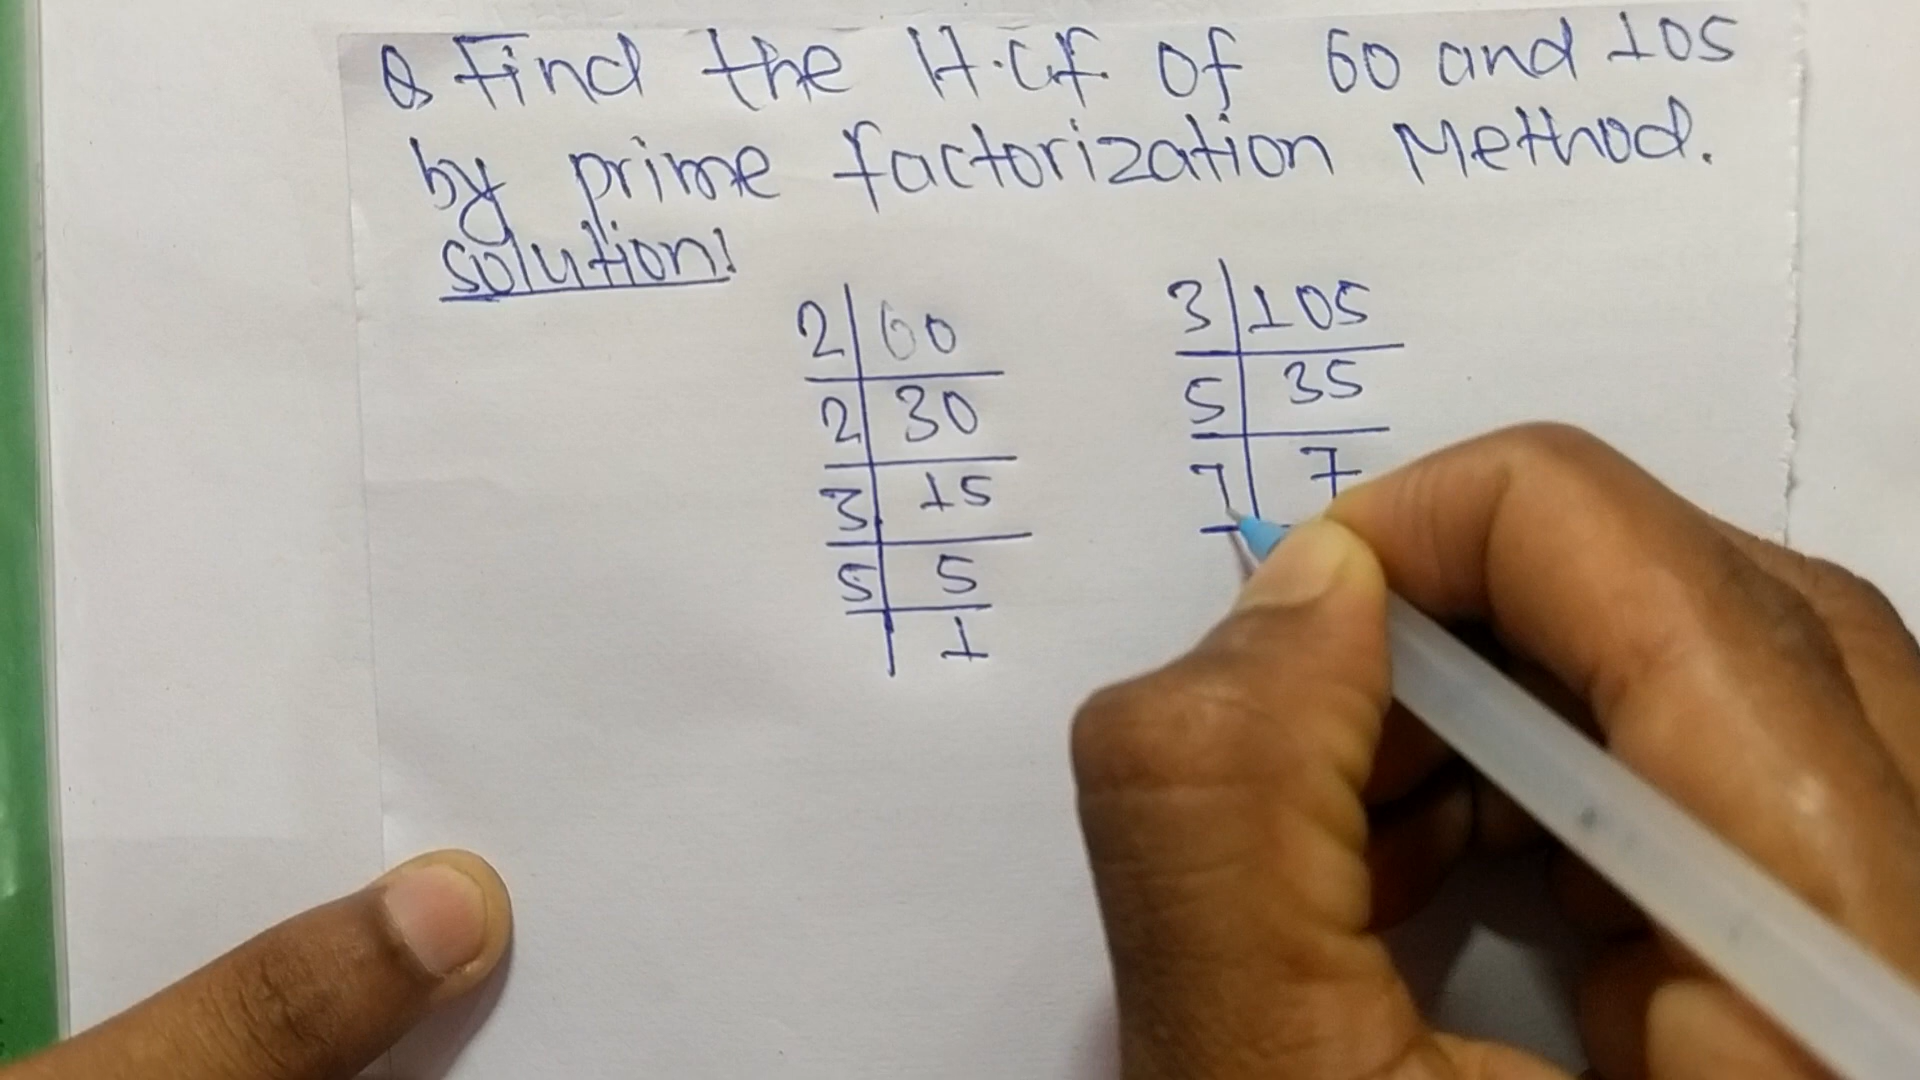 Q Find the H.C.F. of 60 and 105
by prime factorization Method.
solution:
2 60
2 30
3 15
5 5
1
3 105
5 35
7 7